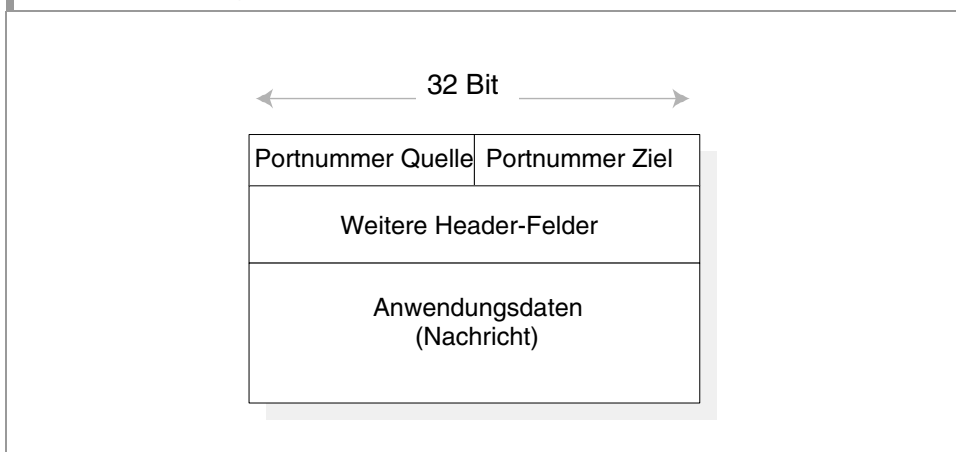 32 Bit
Portnummer Quelle Portnummer Ziel
Weitere Header-Felder
Anwendungsdaten
(Nachricht)